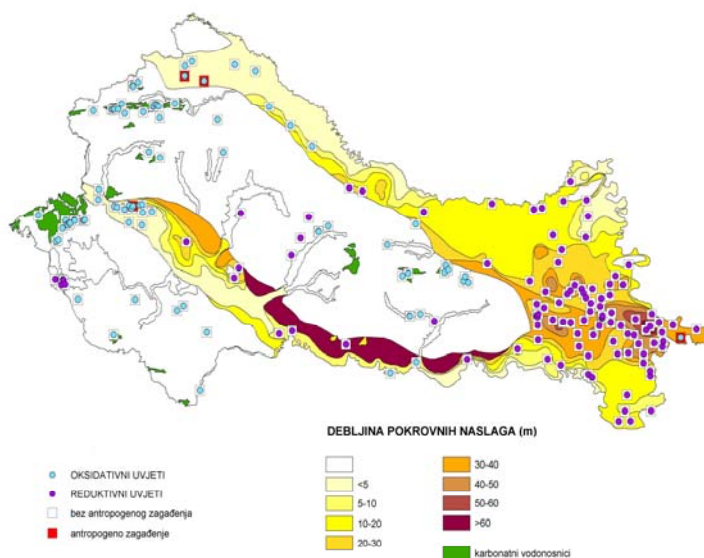 DEBLJINA POKROVNIH NASLAGA (m)
OKSIDATIVNI UVJETI
REDUKTIVNI UVJETI
bez antropogenog zagađenja
antropogeno zagađenje
<5
5-10
10-20
20-30
30-40
40-50
50-60
>60
karbonatni vodonosnici